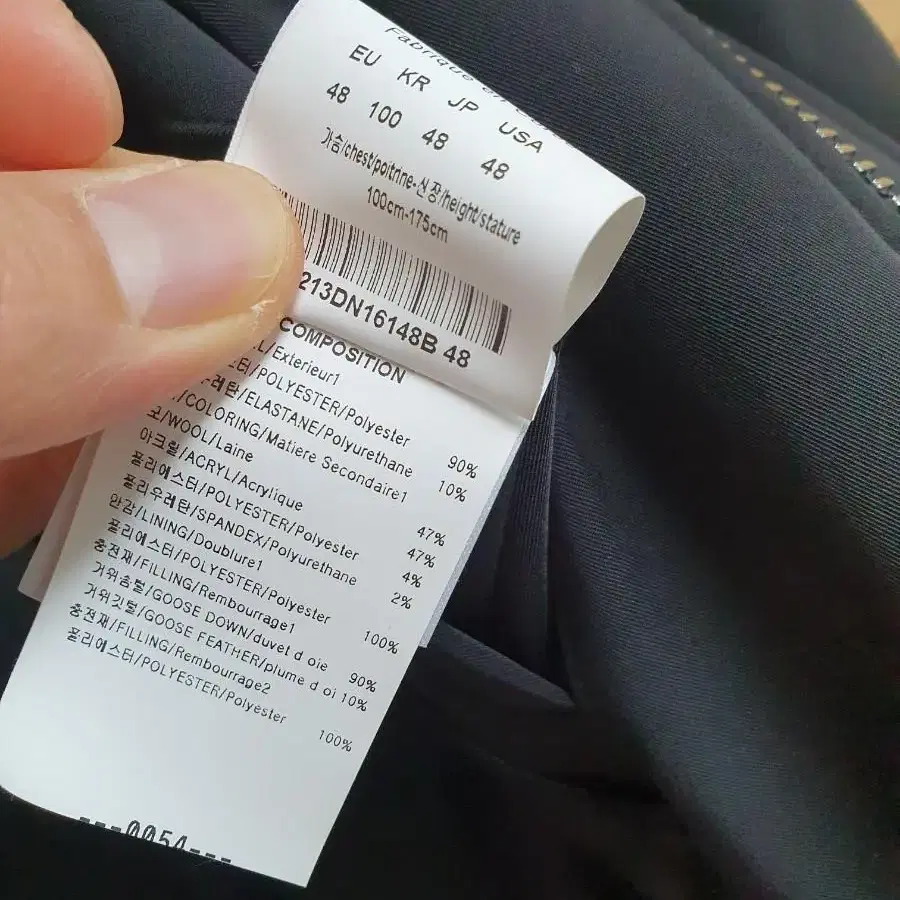 Fabriqué
EU KR JP USA
48 100 48 48
가슴/chest/poitrine-신장/height/stature
100cm-175cm
213DN16148B 48
COMPOSITION
/Exterieur1
/POLYESTER/Polyester 90%
/ELASTANE/Polyurethane 10%
/COLORING/Matiere Secondaire1
모/WOOL/Laine 47%
아크릴/ACRYL/Acrylique 47%
폴리에스터/POLYESTER/Polyester 4%
폴리우레탄/SPANDEX/Polyurethane 2%
안감/LINING/Doublure1
폴리에스터/POLYESTER/Polyester 100%
충전재/FILLING/Rembourrage1
거위솜털/GOOSE DOWN/duvet d oie 90%
거위깃털/GOOSE FEATHER/plume d oi 10%
충전재/FILLING/Rembourrage2
폴리에스터/POLYESTER/Polyester 100%
---0054---